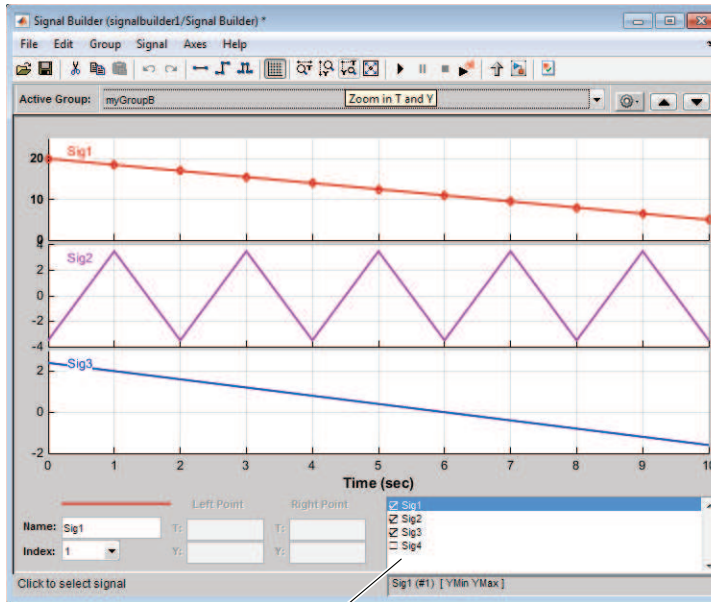 Signal Builder (signalbuilder1/Signal Builder) *
File Edit Group Signal Axes Help
Active Group: myGroupB
Zoom in T and Y
Sig1
20
10
0
Sig2
4
2
0
-2
-4
Sig3
2
0
-2
0 1 2 3 4 5 6 7 8 9 10
Time (sec)
Left Point Right Point
Name: Sig1 T: T:
Index: 1 Y: Y:
Sig1
Sig2
Sig3
Sig4
Click to select signal
Sig1 (#1) [ YMin YMax ]